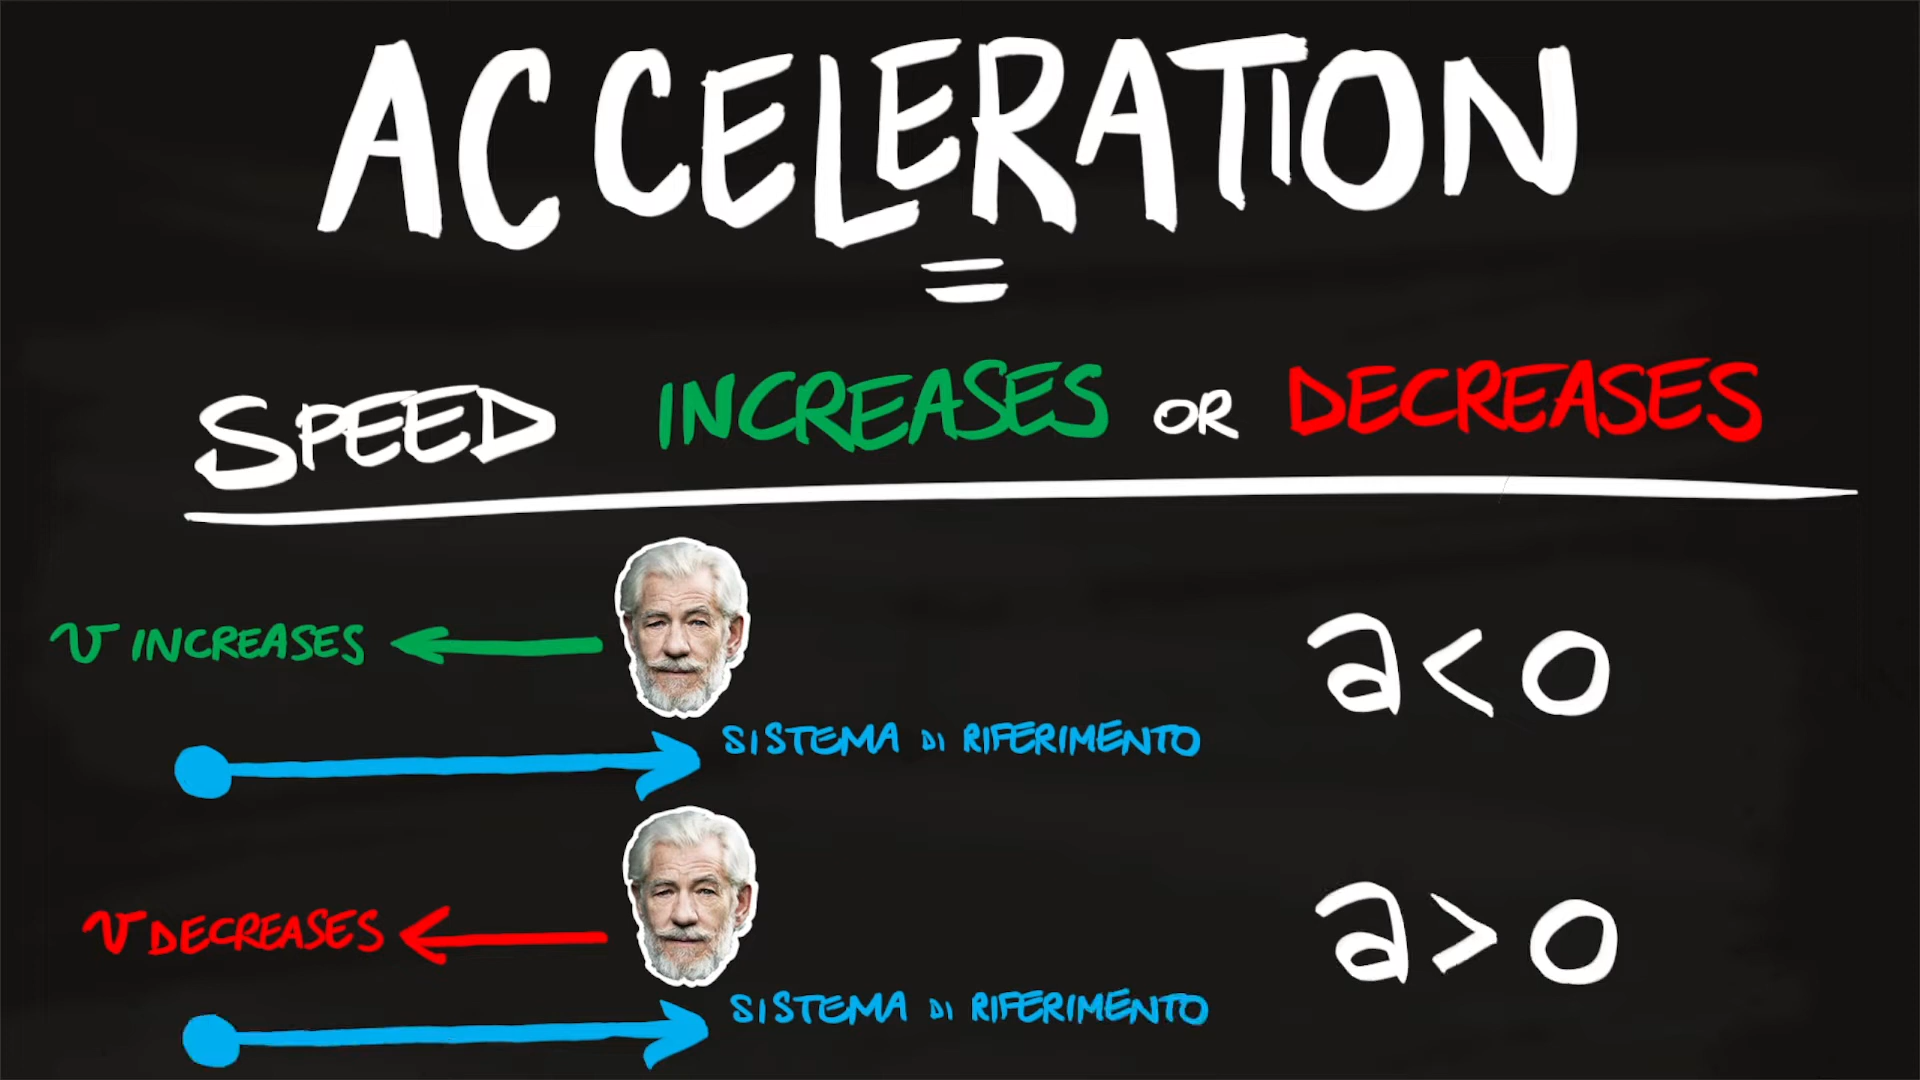 ACCELERATION
=
SPEED INCREASES OR DECREASES
v INCREASES
a<0
SISTEMA DI RIFERIMENTO
v DECREASES
a>0
SISTEMA DI RIFERIMENTO